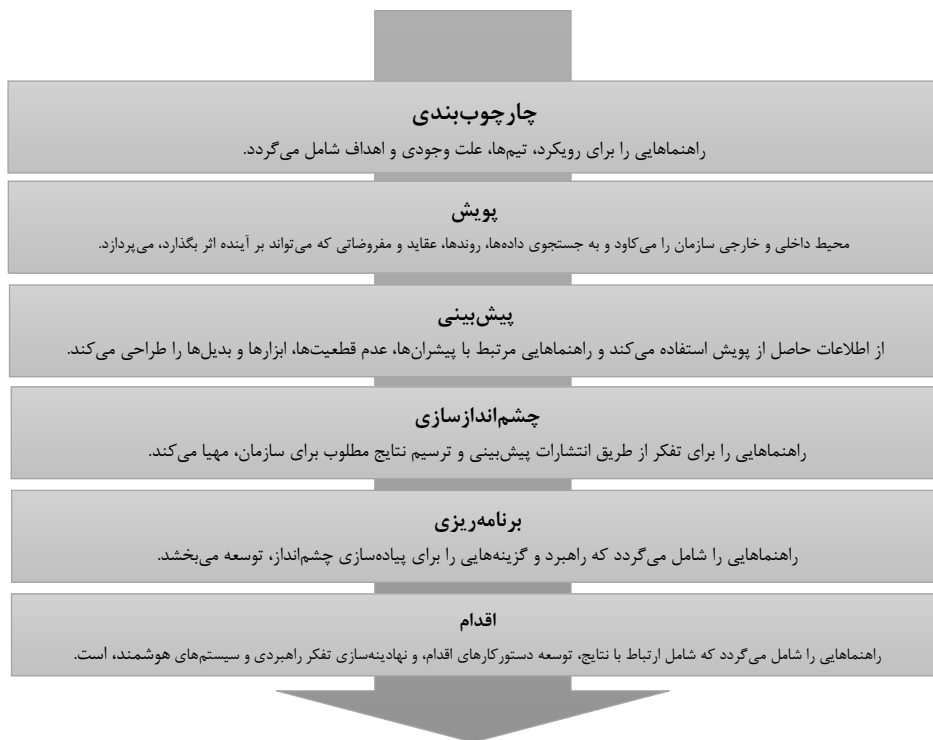 چارچوب‌بندی
راهنماهایی را برای رویکرد، تیم‌ها، علت وجودی و اهداف شامل می‌گردد.
پویش
محیط داخلی و خارجی سازمان را می‌کاود و به جستجوی داده‌ها، روندها، عقاید و مفروضاتی که می‌تواند بر آینده اثر بگذارد، می‌پردازد.
پیش‌بینی
از اطلاعات حاصل از پویش استفاده می‌کند و راهنماهایی مرتبط با پیشران‌ها، عدم قطعیت‌ها، ابزارها و بدیل‌ها را طراحی می‌کند.
چشم‌اندازسازی
راهنماهایی را برای تفکر از طریق انتشارات پیش‌بینی و ترسیم نتایج مطلوب برای سازمان، مهیا می‌کند.
برنامه‌ریزی
راهنماهایی را شامل می‌گردد که راهبرد و گزینه‌هایی را برای پیاده‌سازی چشم‌انداز، توسعه می‌بخشد.
اقدام
راهنماهایی را شامل می‌گردد که شامل ارتباط با نتایج، توسعه دستورکارهای اقدام، و نهادینه‌سازی تفکر راهبردی و سیستم‌های هوشمند، است.